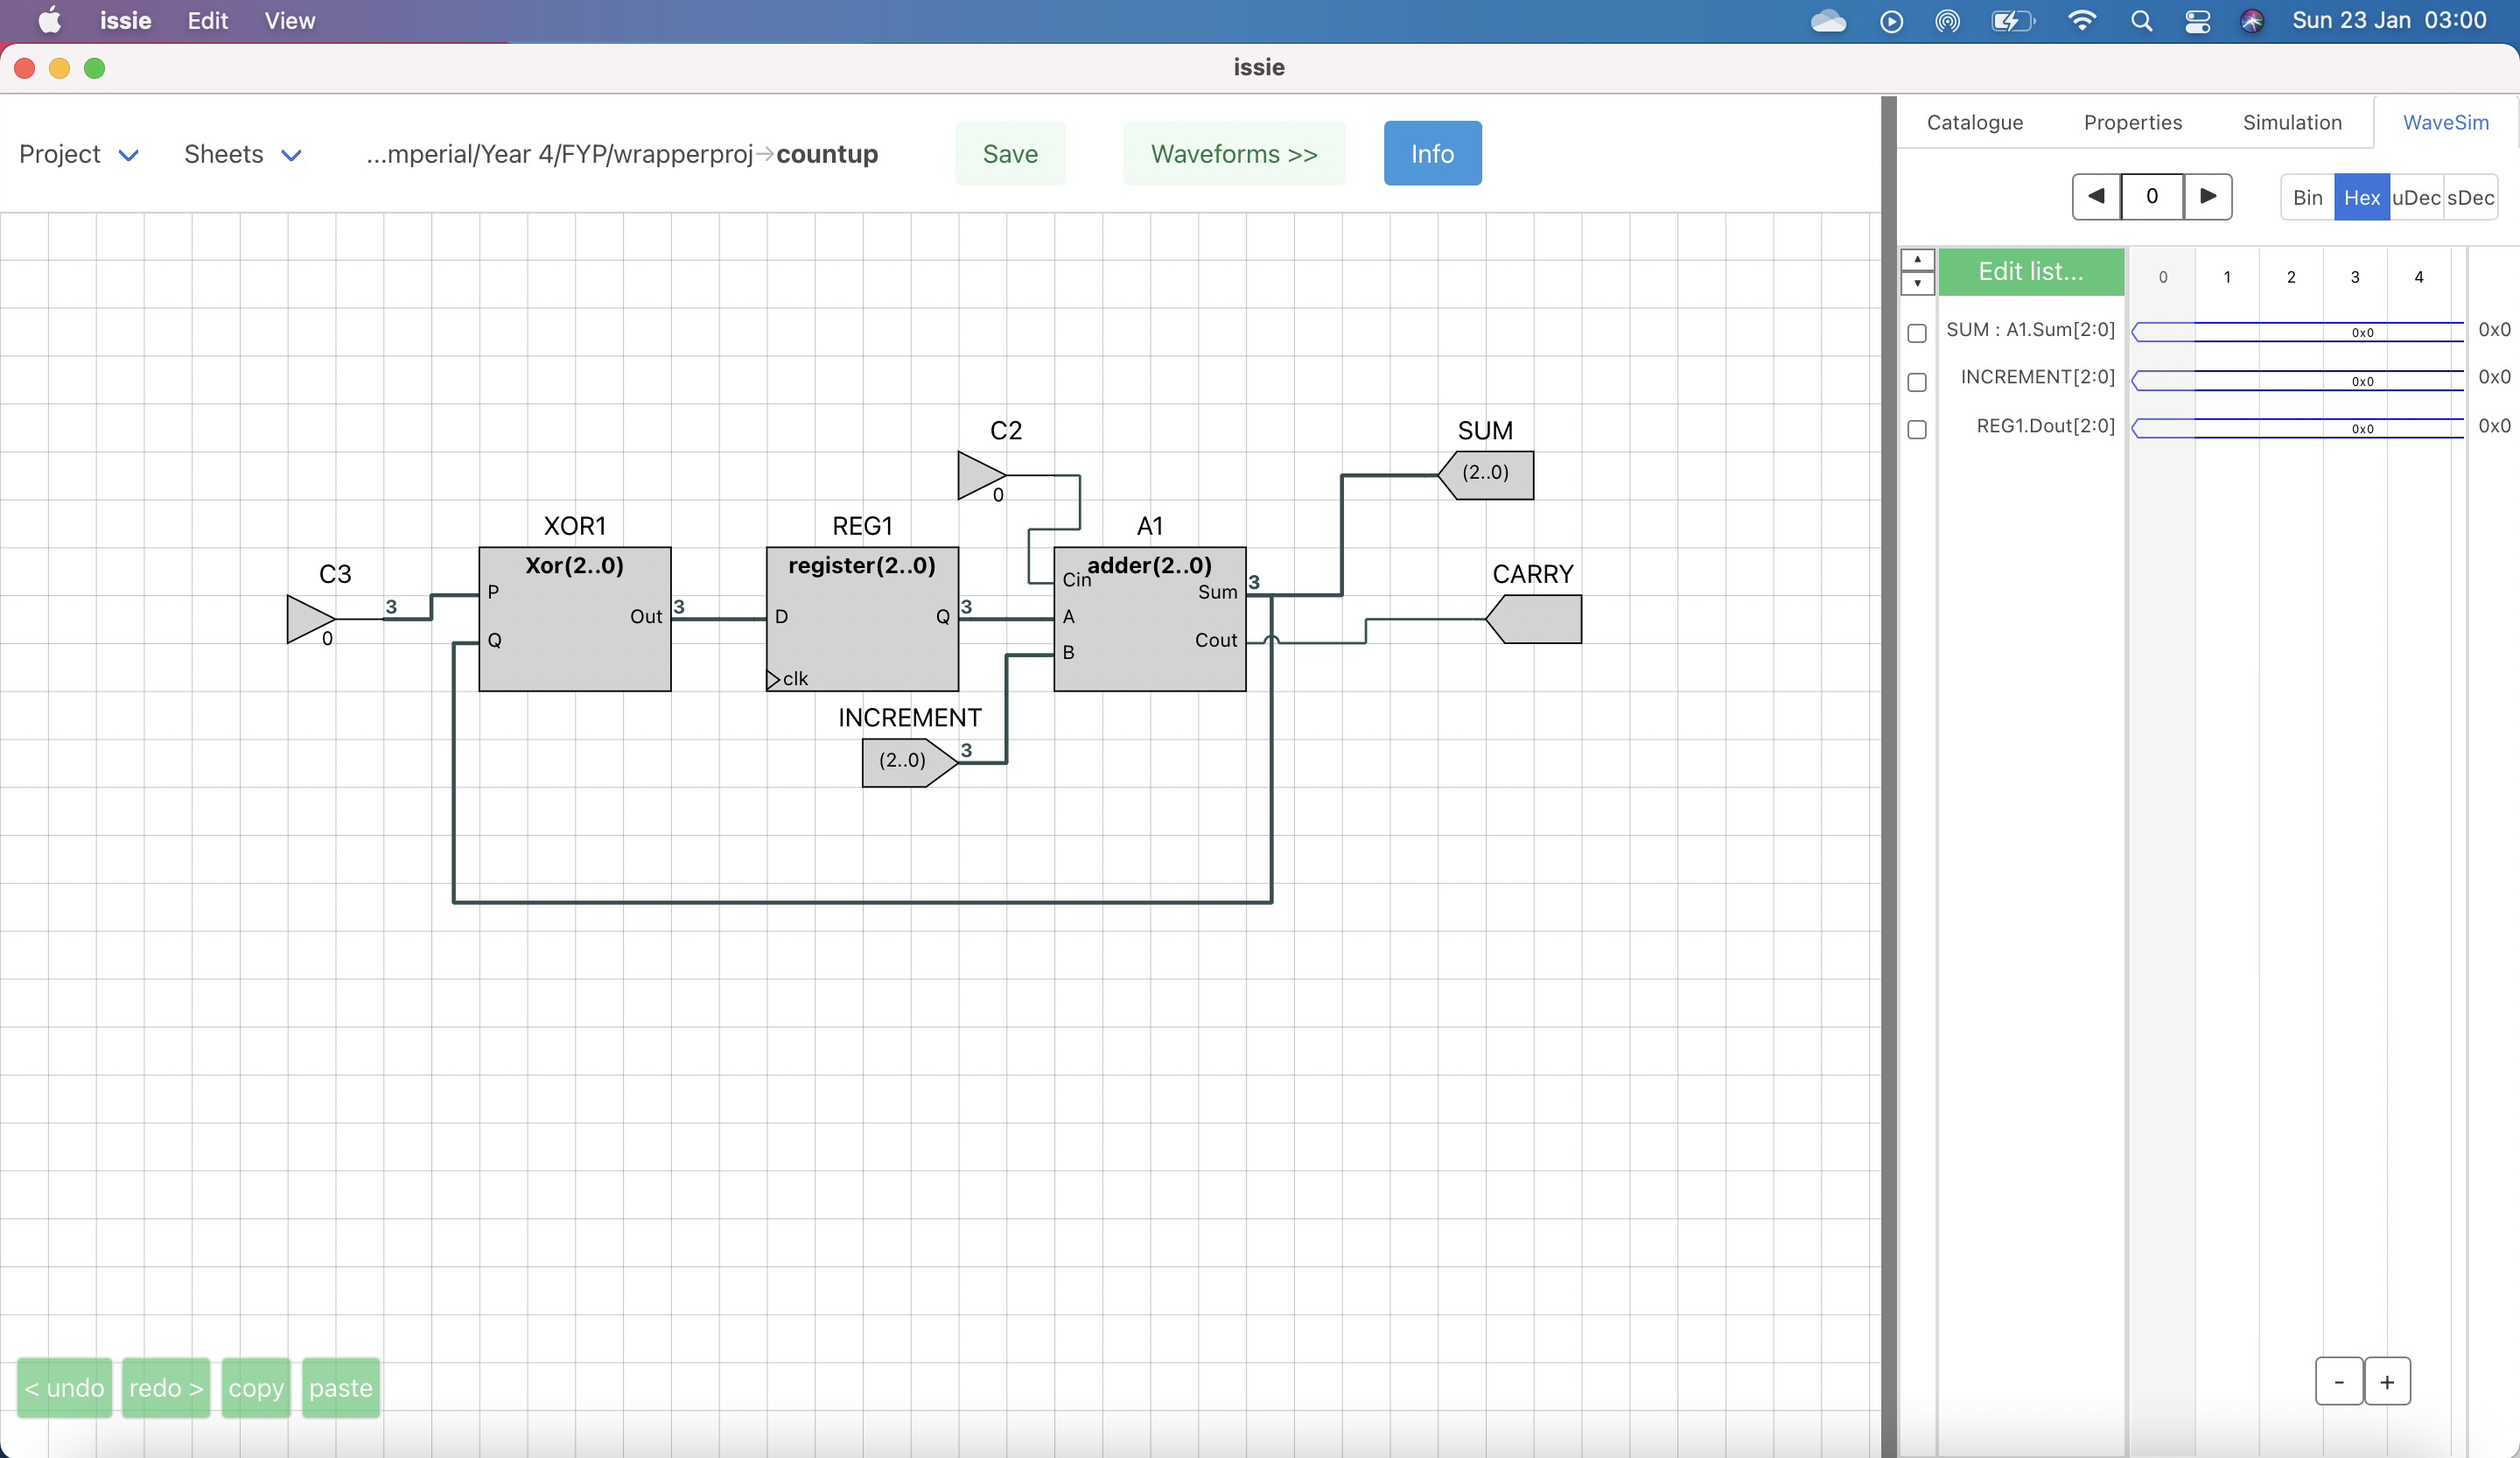 issie Edit View Sun 23 Jan 03:00
issie
Project Sheets ...mperial/Year 4/FYP/wrapperproj→countup Save Waveforms >> Info
Catalogue Properties Simulation WaveSim
◀ 0 ▶ Bin Hex uDec sDec
▲ ▼ Edit list... 0 1 2 3 4
SUM : A1.Sum[2:0] 0x0 0x0
INCREMENT[2:0] 0x0 0x0
REG1.Dout[2:0] 0x0 0x0
C2
0
SUM
(2..0)
C3
3
0
XOR1
Xor(2..0)
P
Q
Out
3
REG1
register(2..0)
D
Q
clk
3
A1
adder(2..0)
Cin
A
B
Sum
Cout
3
CARRY
INCREMENT
(2..0)
3
< undo redo > copy paste
- +